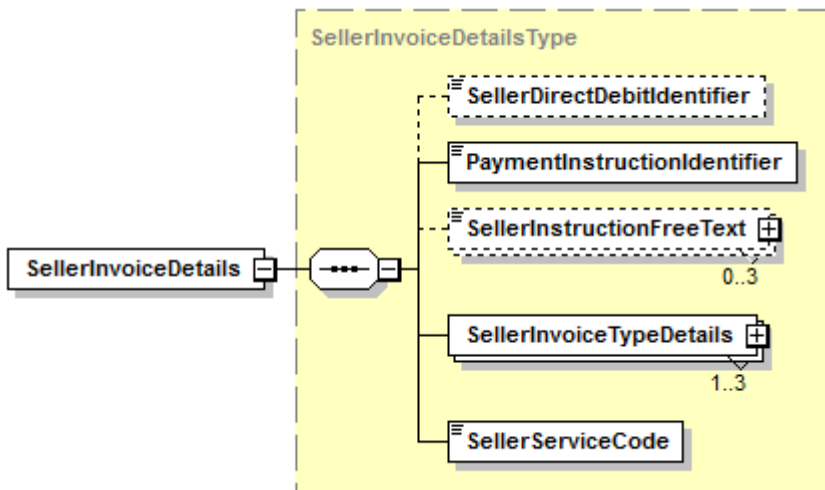 SellerInvoiceDetailsType
SellerDirectDebitIdentifier
PaymentInstructionIdentifier
SellerInstructionFreeText
0..3
SellerInvoiceDetails
SellerInvoiceTypeDetails
1..3
SellerServiceCode